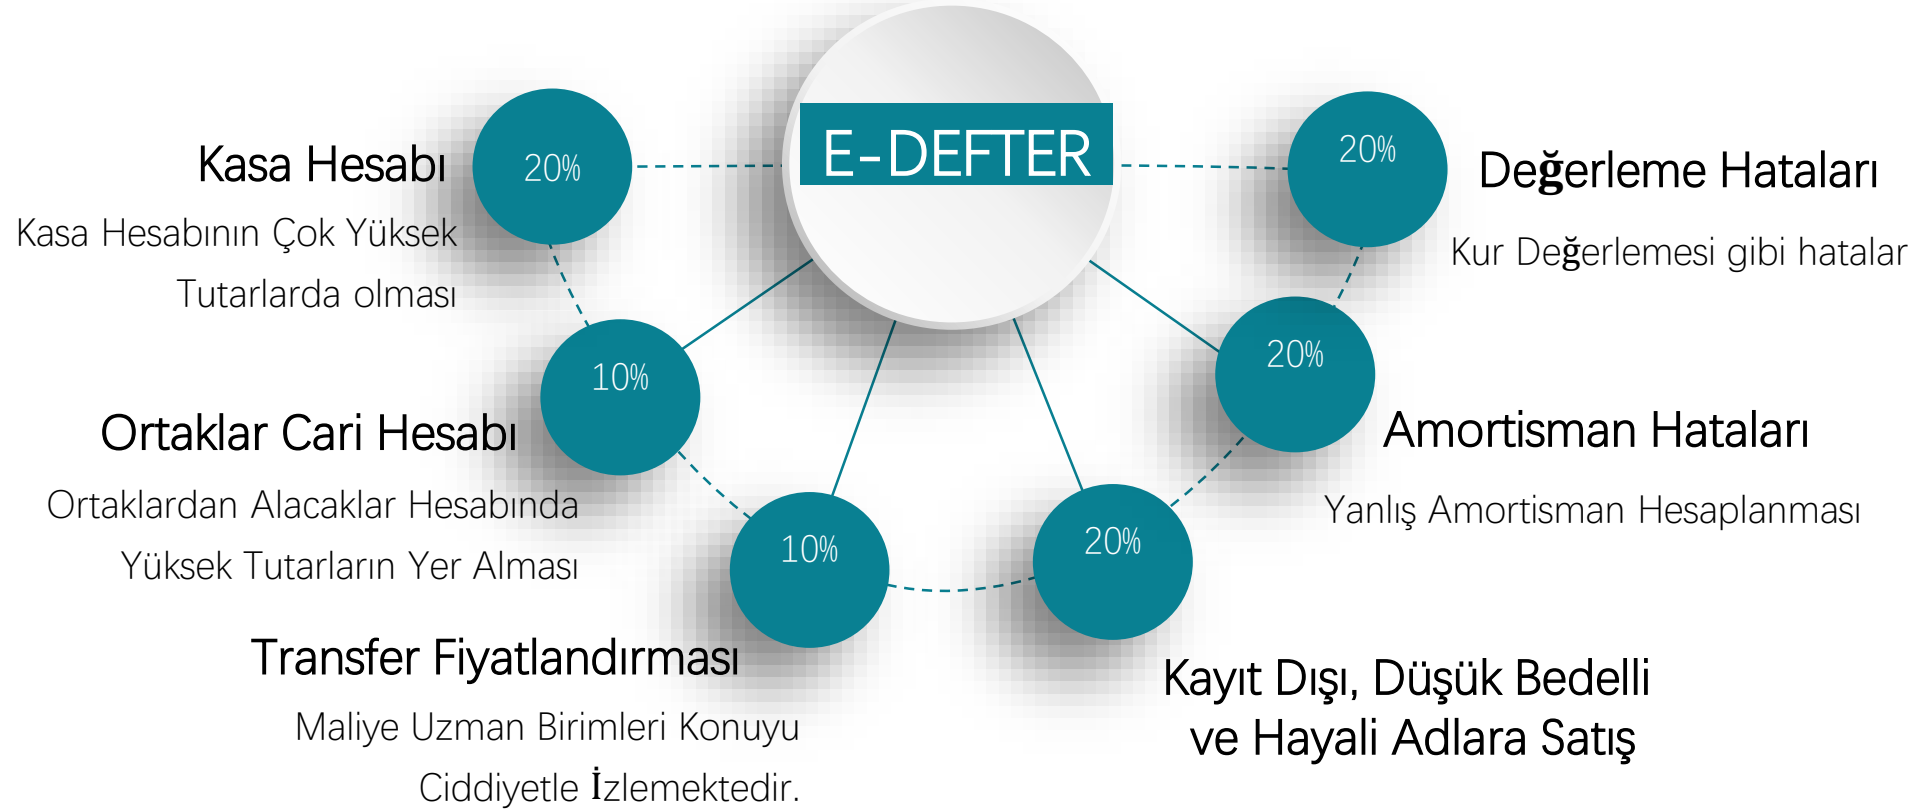 E-DEFTER
20%
Kasa Hesabı
Kasa Hesabının Çok Yüksek
Tutarlarda olması
10%
Ortaklar Cari Hesabı
Ortaklardan Alacaklar Hesabında
Yüksek Tutarların Yer Alması
10%
Transfer Fiyatlandırması
Maliye Uzman Birimleri Konuyu
Ciddiyetle İzlemektedir.
20%
Kayıt Dışı, Düşük Bedelli
ve Hayali Adlara Satış
20%
Amortisman Hataları
Yanlış Amortisman Hesaplanması
20%
Değerleme Hataları
Kur Değerlemesi gibi hatalar